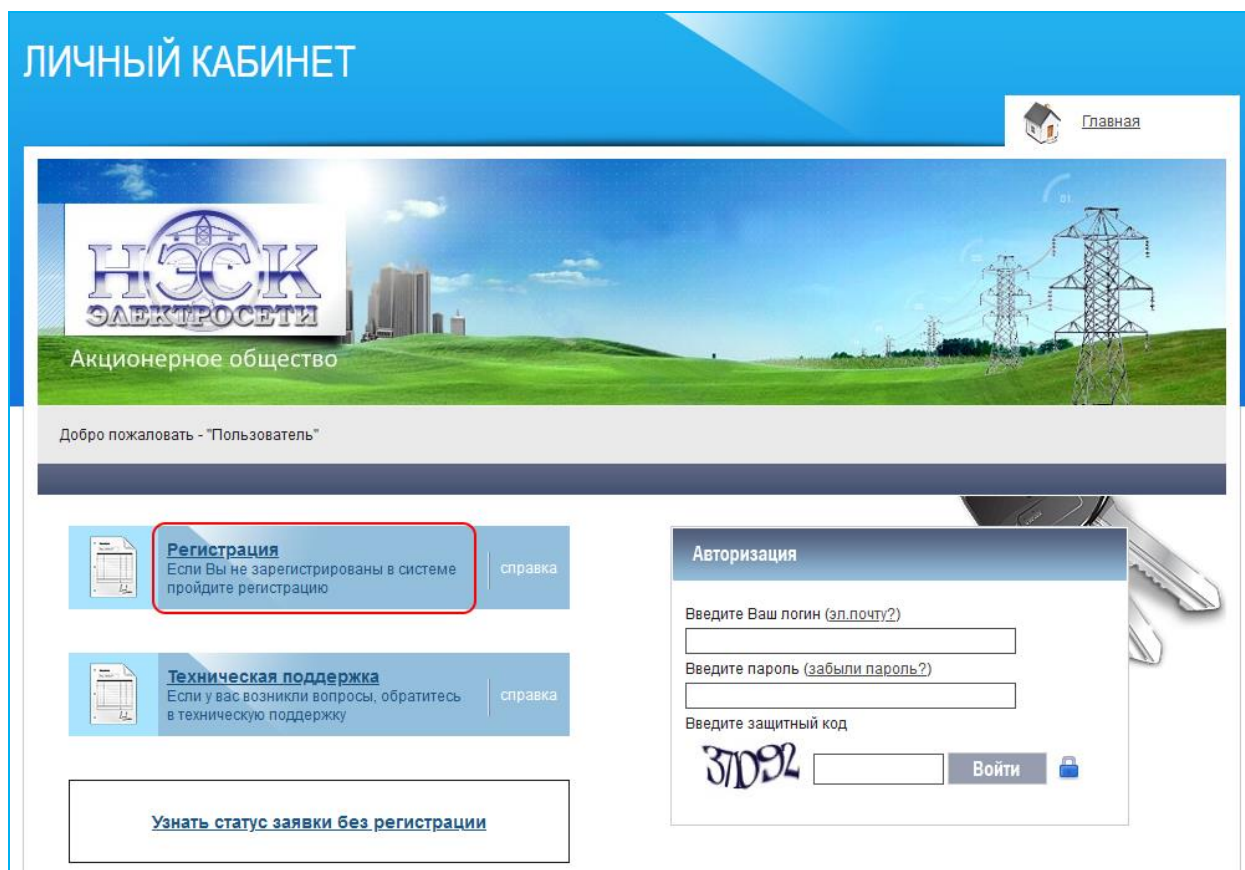 ЛИЧНЫЙ КАБИНЕТ
Главная
НЭСК
ЭЛЕКТРОСЕТИ
Акционерное общество
Добро пожаловать - "Пользователь"
Регистрация
Если Вы не зарегистрированы в системе
пройдите регистрацию
справка
Техническая поддержка
Если у вас возникли вопросы, обратитесь
в техническую поддержку
справка
Узнать статус заявки без регистрации
Авторизация
Введите Ваш логин (эл.почту?)
Введите пароль (забыли пароль?)
Введите защитный код
37092
Войти